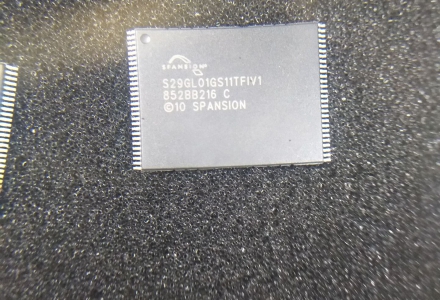 SPANSION
S29GL01GS11TFIV1
852BB216 C
©10 SPANSION